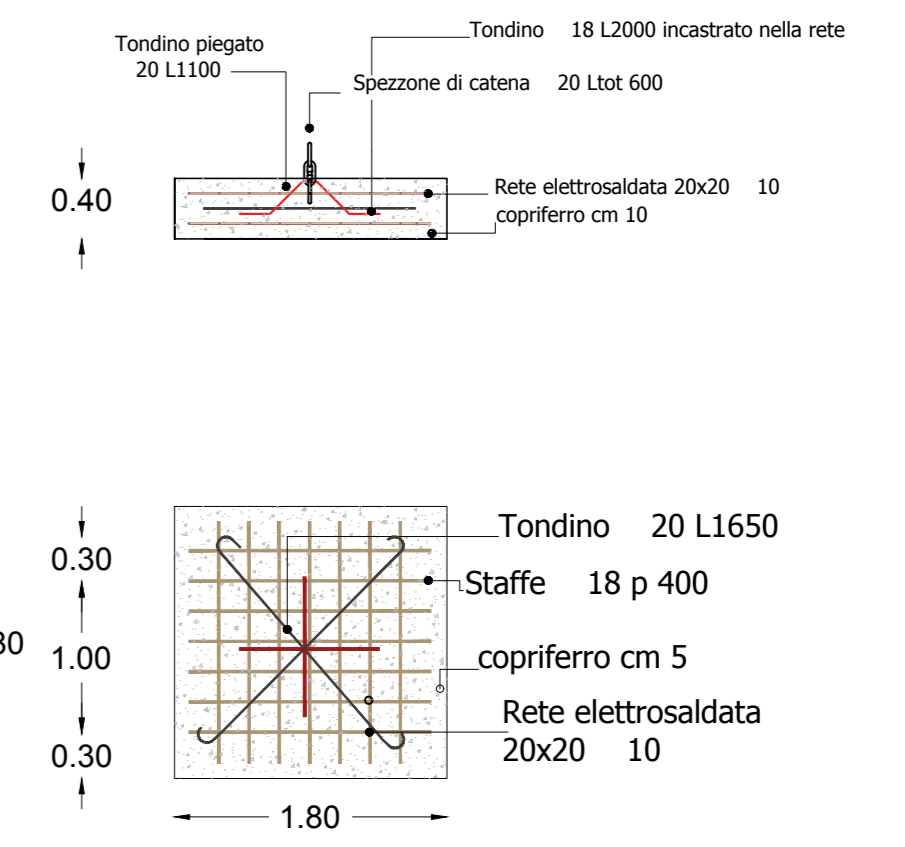 Tondino 18 L2000 incastrato nella rete
Tondino piegato
20 L1100
Spezzone di catena 20 Ltot 600
0.40
Rete elettrosaldata 20x20 10
copriferro cm 10
0.30
Tondino 20 L1650
Staffe 18 p 400
30
1.00
copriferro cm 5
Rete elettrosaldata
20x20 10
0.30
1.80